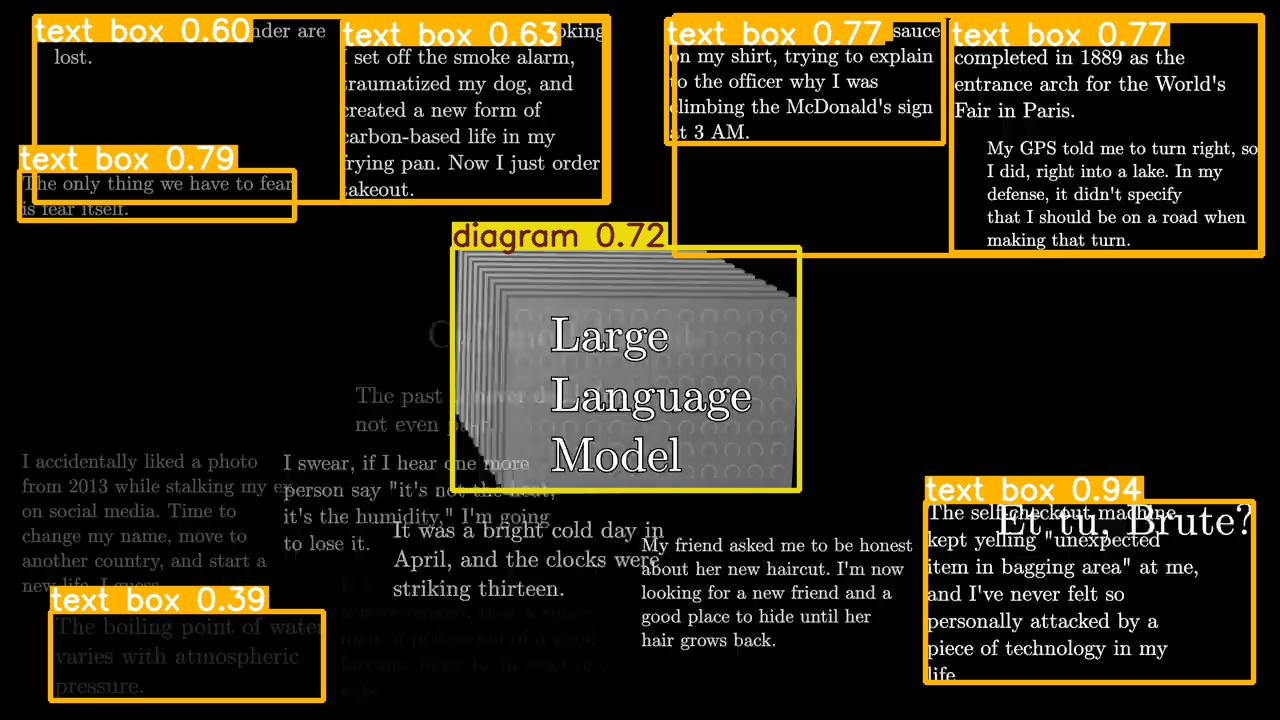 text box 0.60
nder are
lost.
text box 0.63
oking
I set off the smoke alarm,
traumatized my dog, and
created a new form of
carbon-based life in my
frying pan. Now I just order
takeout.
text box 0.77
sauce
on my shirt, trying to explain
to the officer why I was
climbing the McDonald's sign
at 3 AM.
text box 0.77
completed in 1889 as the
entrance arch for the World's
Fair in Paris.
My GPS told me to turn right, so
I did, right into a lake. In my
defense, it didn't specify
that I should be on a road when
making that turn.
text box 0.79
The only thing we have to fear
is fear itself.
diagram 0.72
Large
Language
Model
The past
not even
I accidentally liked a photo
from 2013 while stalking my ex
on social media. Time to
change my name, move to
another country, and start a
new life, I guess.
I swear, if I hear one more
person say "it's not the heat,
it's the humidity," I'm going
to lose it.
It was a bright cold day in
April, and the clocks were
striking thirteen.
My friend asked me to be honest
about her new haircut. I'm now
looking for a new friend and a
good place to hide until her
hair grows back.
text box 0.94
Et tu, Brute?
The self-checkout machine
kept yelling "unexpected
item in bagging area" at me,
and I've never felt so
personally attacked by a
piece of technology in my
life.
text box 0.39
The boiling point of water
varies with atmospheric
pressure.